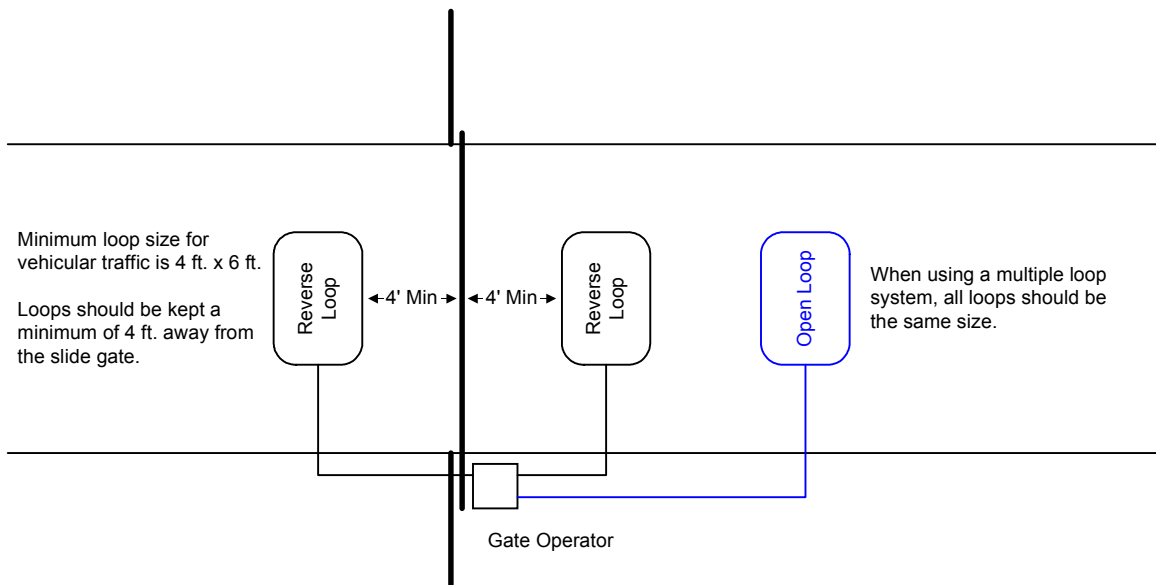 Minimum loop size for
vehicular traffic is 4 ft. x 6 ft.
Loops should be kept a
minimum of 4 ft. away from
the slide gate.
Reverse
Loop
4' Min
4' Min
Reverse
Loop
Open Loop
When using a multiple loop
system, all loops should be
the same size.
Gate Operator